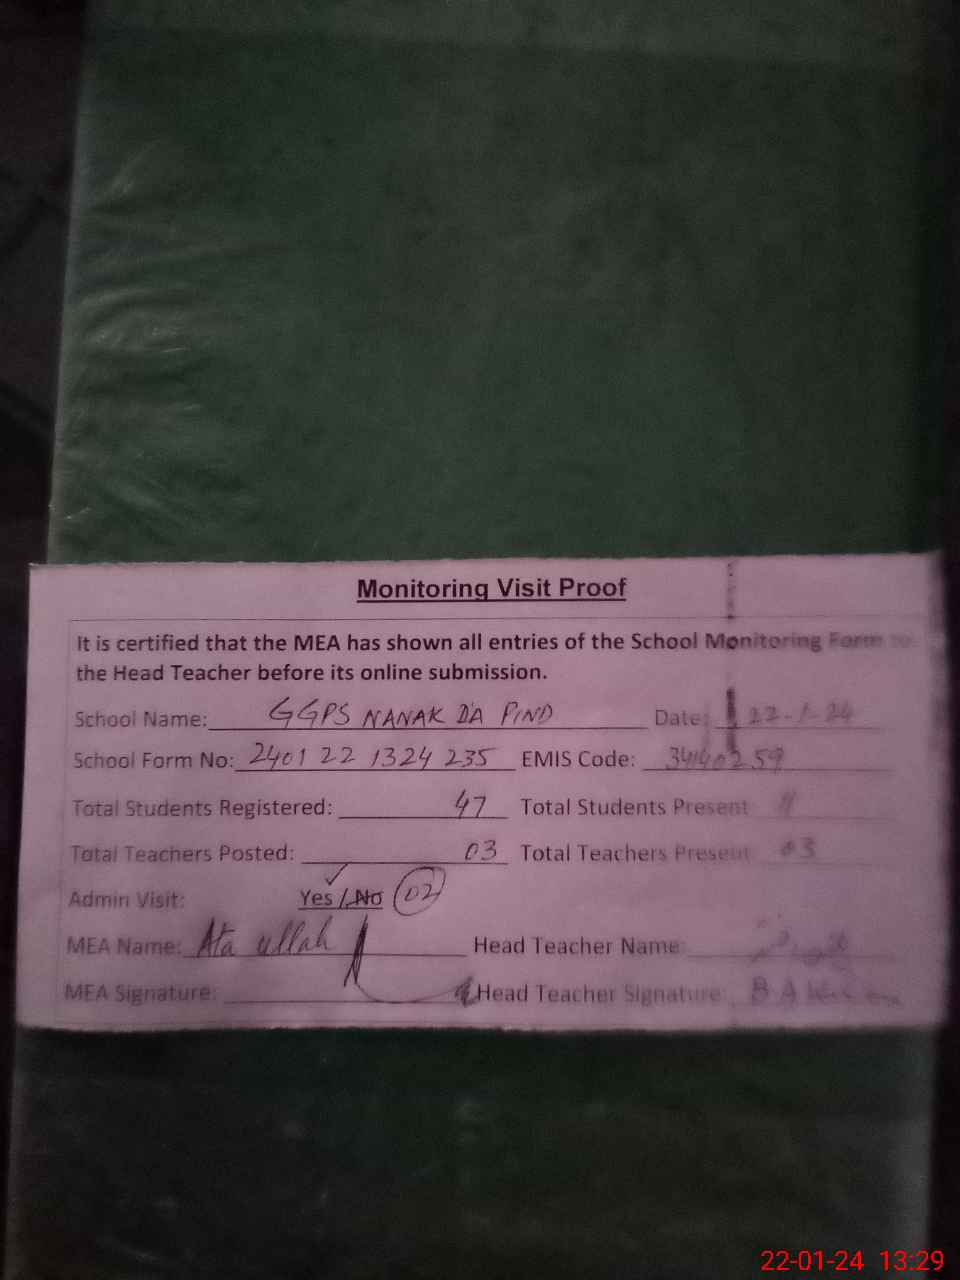 Monitoring Visit Proof
It is certified that the MEA has shown all entries of the School Monitoring Form to
the Head Teacher before its online submission.
School Name: GGPS NANAK DA PIND Date: 22-1-24
School Form No: 2401 22 1324 235 EMIS Code: 34140259
Total Students Registered: 47 Total Students Present
Total Teachers Posted: 03 Total Teachers Present 03
Admin Visit: Yes / No 02
MEA Name: Ata ullah Head Teacher Name:
MEA Signature: Head Teacher Signature:
22-01-24 13:29